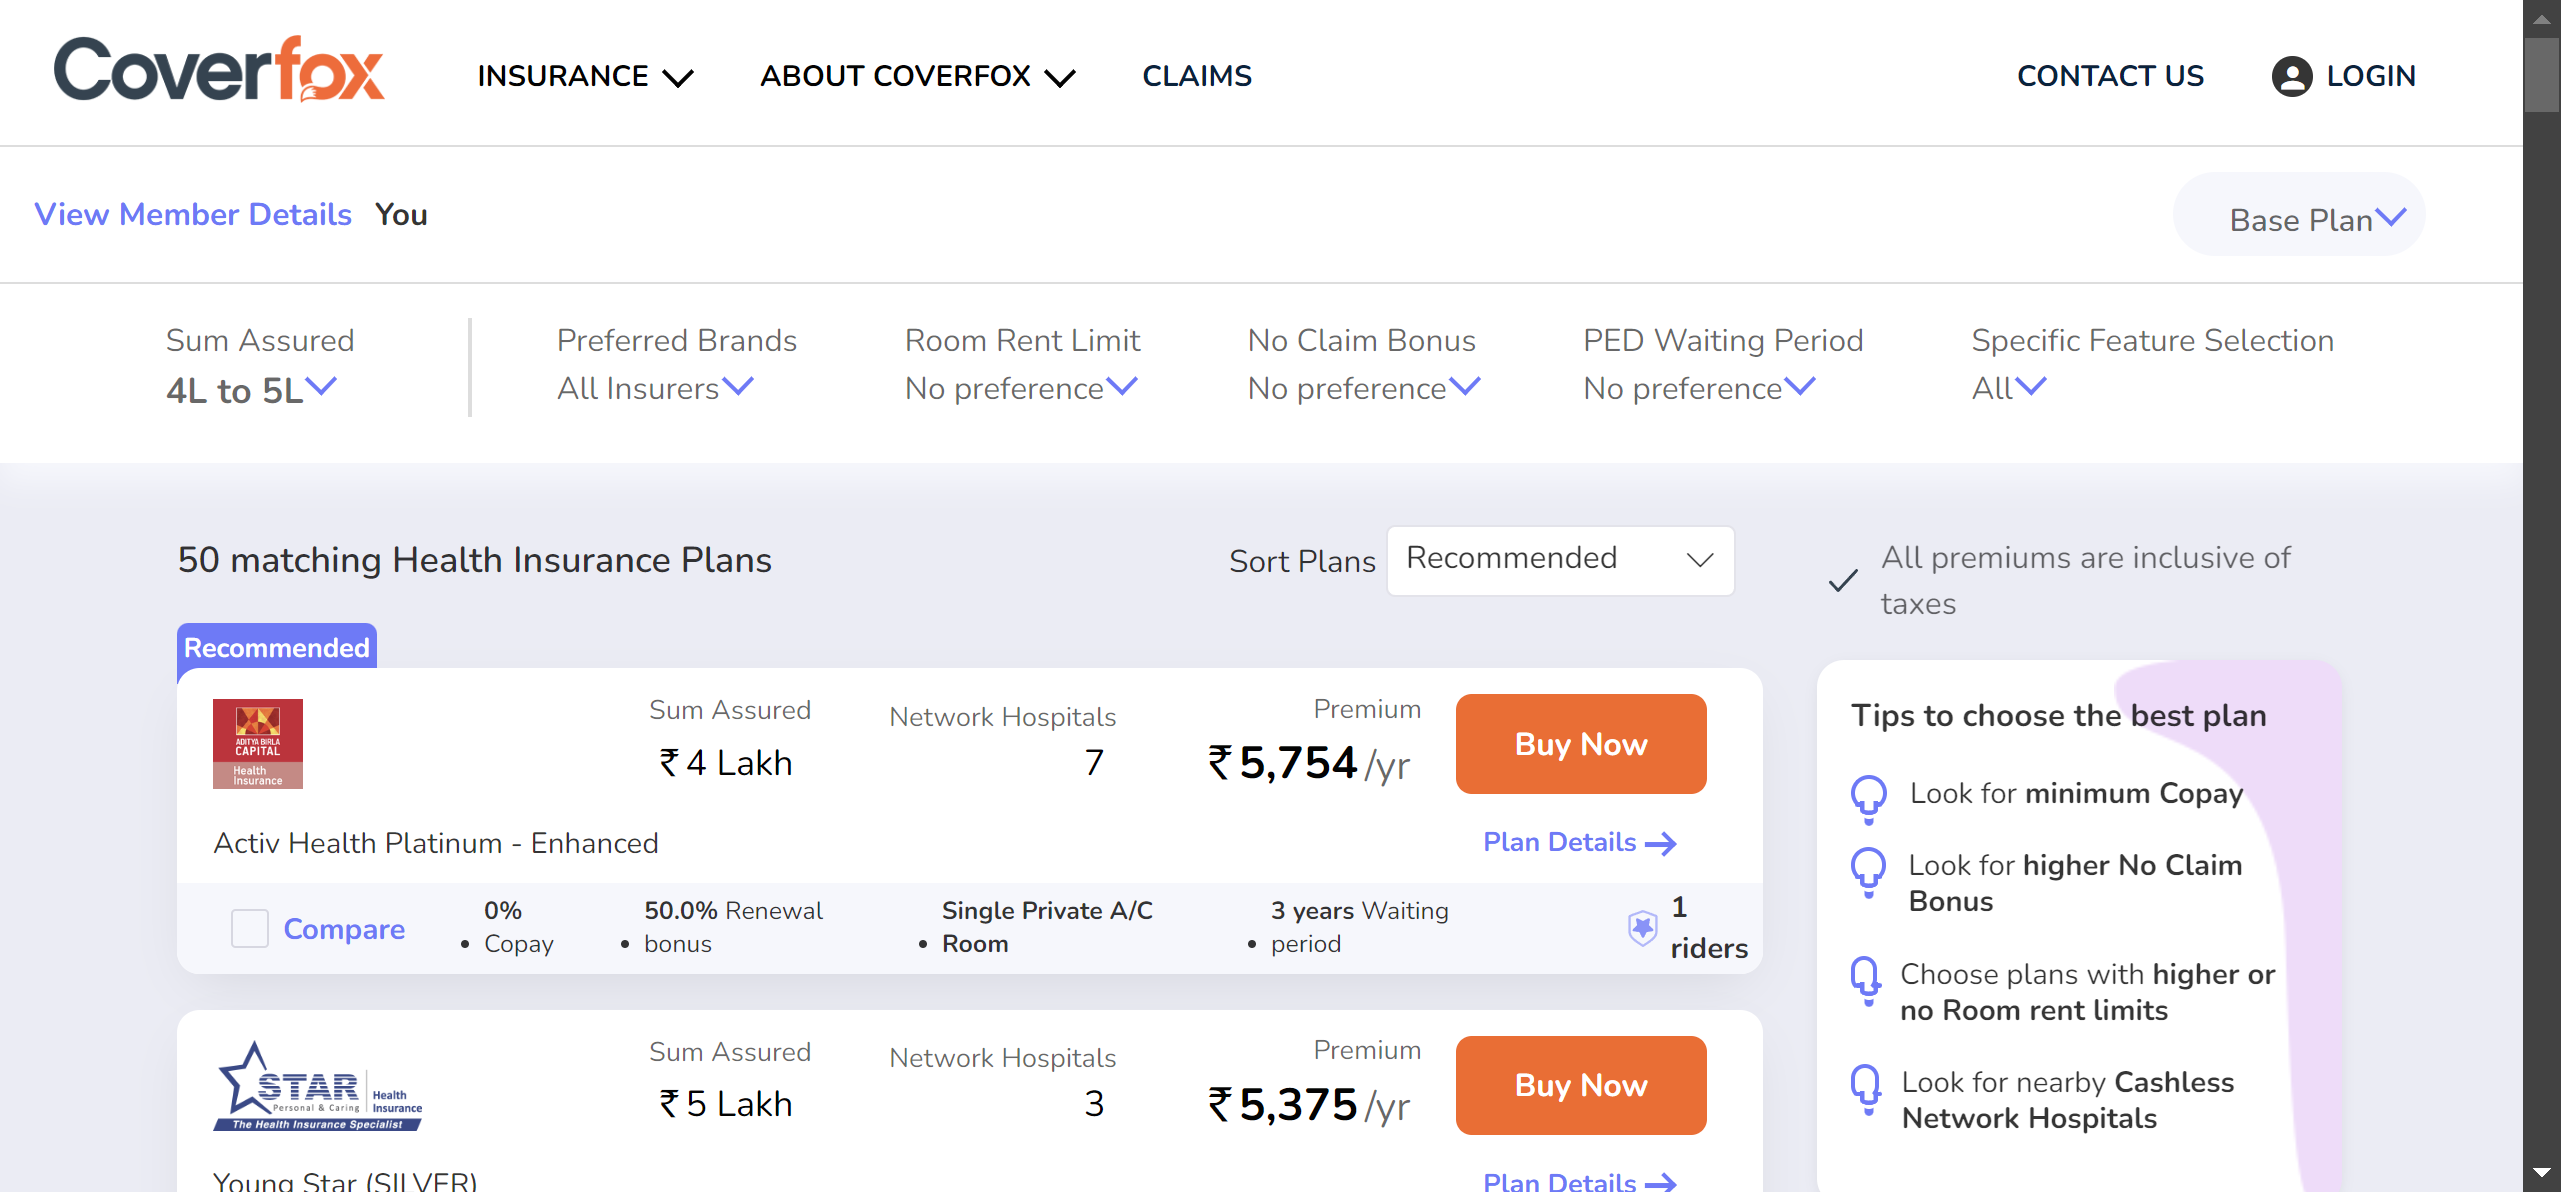 Coverfox
INSURANCE
ABOUT COVERFOX
CLAIMS
CONTACT US
LOGIN
View Member Details You
Base Plan
Sum Assured
4L to 5L
Preferred Brands
All Insurers
Room Rent Limit
No preference
No Claim Bonus
No preference
PED Waiting Period
No preference
Specific Feature Selection
All
50 matching Health Insurance Plans
Sort Plans
Recommended
All premiums are inclusive of
taxes
Recommended
ADITYA BIRLA
CAPITAL
Health
Insurance
Sum Assured
₹ 4 Lakh
Network Hospitals
7
Premium
₹ 5,754 /yr
Buy Now
Activ Health Platinum - Enhanced
Plan Details
Compare
0%
Copay
50.0% Renewal
bonus
Single Private A/C
Room
3 years Waiting
period
1
riders
STAR
Health
Insurance
Personal & Caring
The Health Insurance Specialist
Sum Assured
₹ 5 Lakh
Network Hospitals
3
Premium
₹ 5,375 /yr
Buy Now
Young Star (SILVER)
Plan Details
Tips to choose the best plan
Look for minimum Copay
Look for higher No Claim
Bonus
Choose plans with higher or
no Room rent limits
Look for nearby Cashless
Network Hospitals